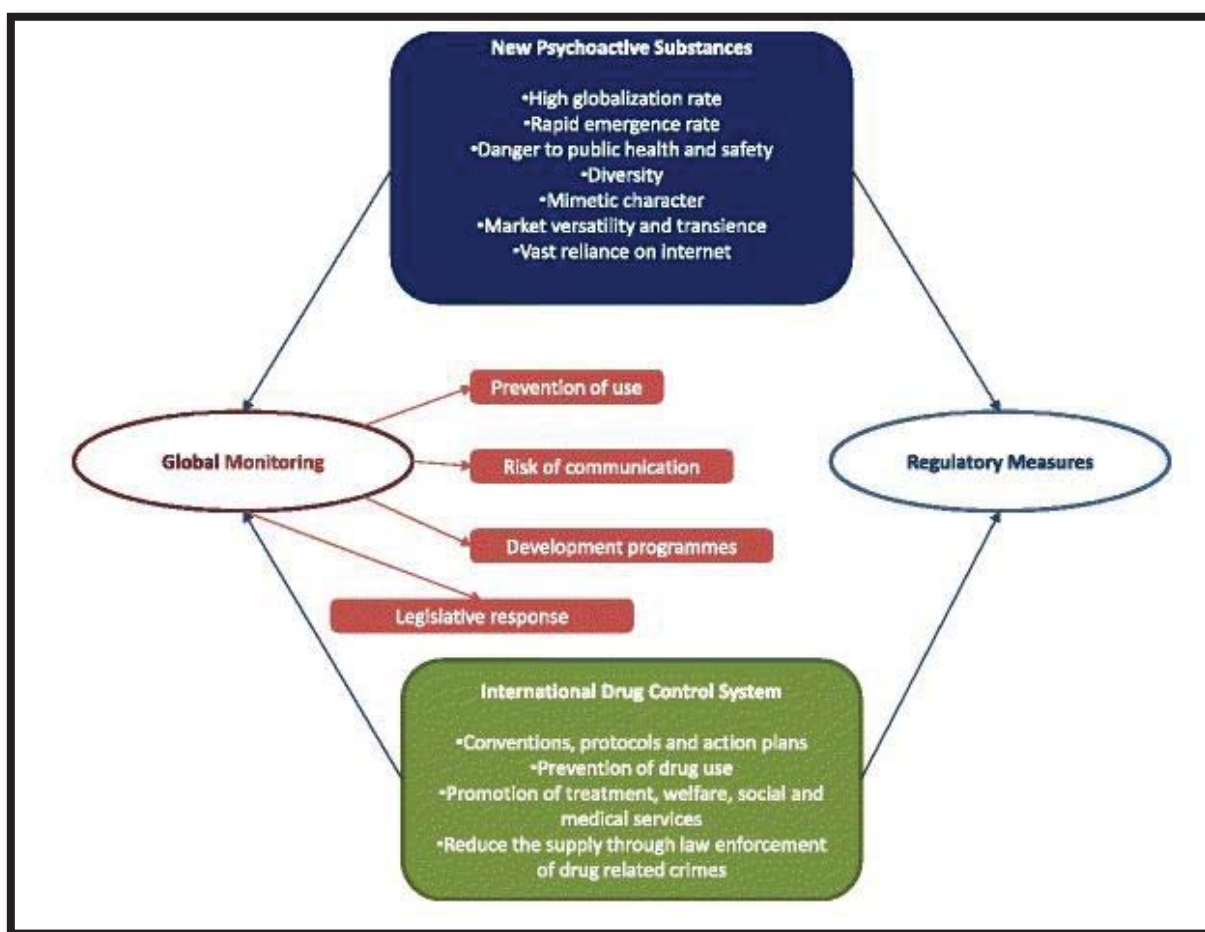 New Psychoactive Substances
•High globalization rate
•Rapid emergence rate
•Danger to public health and safety
•Diversity
•Mimetic character
•Market versatility and transience
•Vast reliance on internet
Prevention of use
Global Monitoring
Risk of communication
Regulatory Measures
Development programmes
Legislative response
International Drug Control System
•Conventions, protocols and action plans
•Prevention of drug use
•Promotion of treatment, welfare, social and
medical services
•Reduce the supply through law enforcement
of drug related crimes